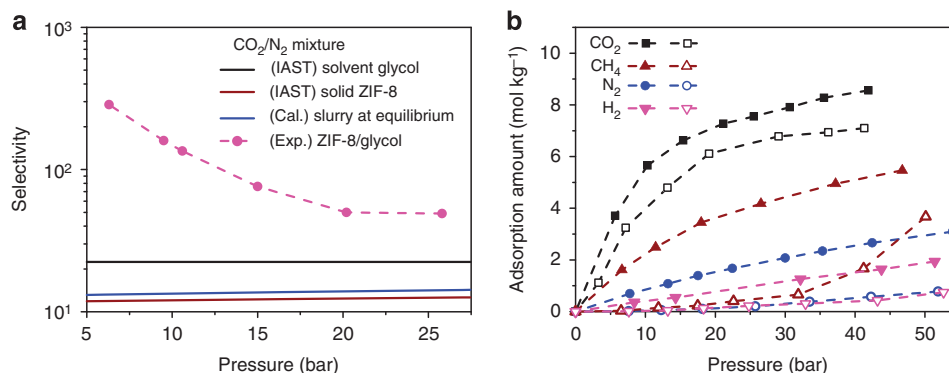 a
10³
10²
10¹
Selectivity
CO₂/N₂ mixture
(IAST) solvent glycol
(IAST) solid ZIF-8
(Cal.) slurry at equilibrium
(Exp.) ZIF-8/glycol
5 10 15 20 25
Pressure (bar)
b
10
8
6
4
2
0
Adsorption amount (mol kg⁻¹)
CO₂
CH₄
N₂
H₂
0 10 20 30 40 50
Pressure (bar)